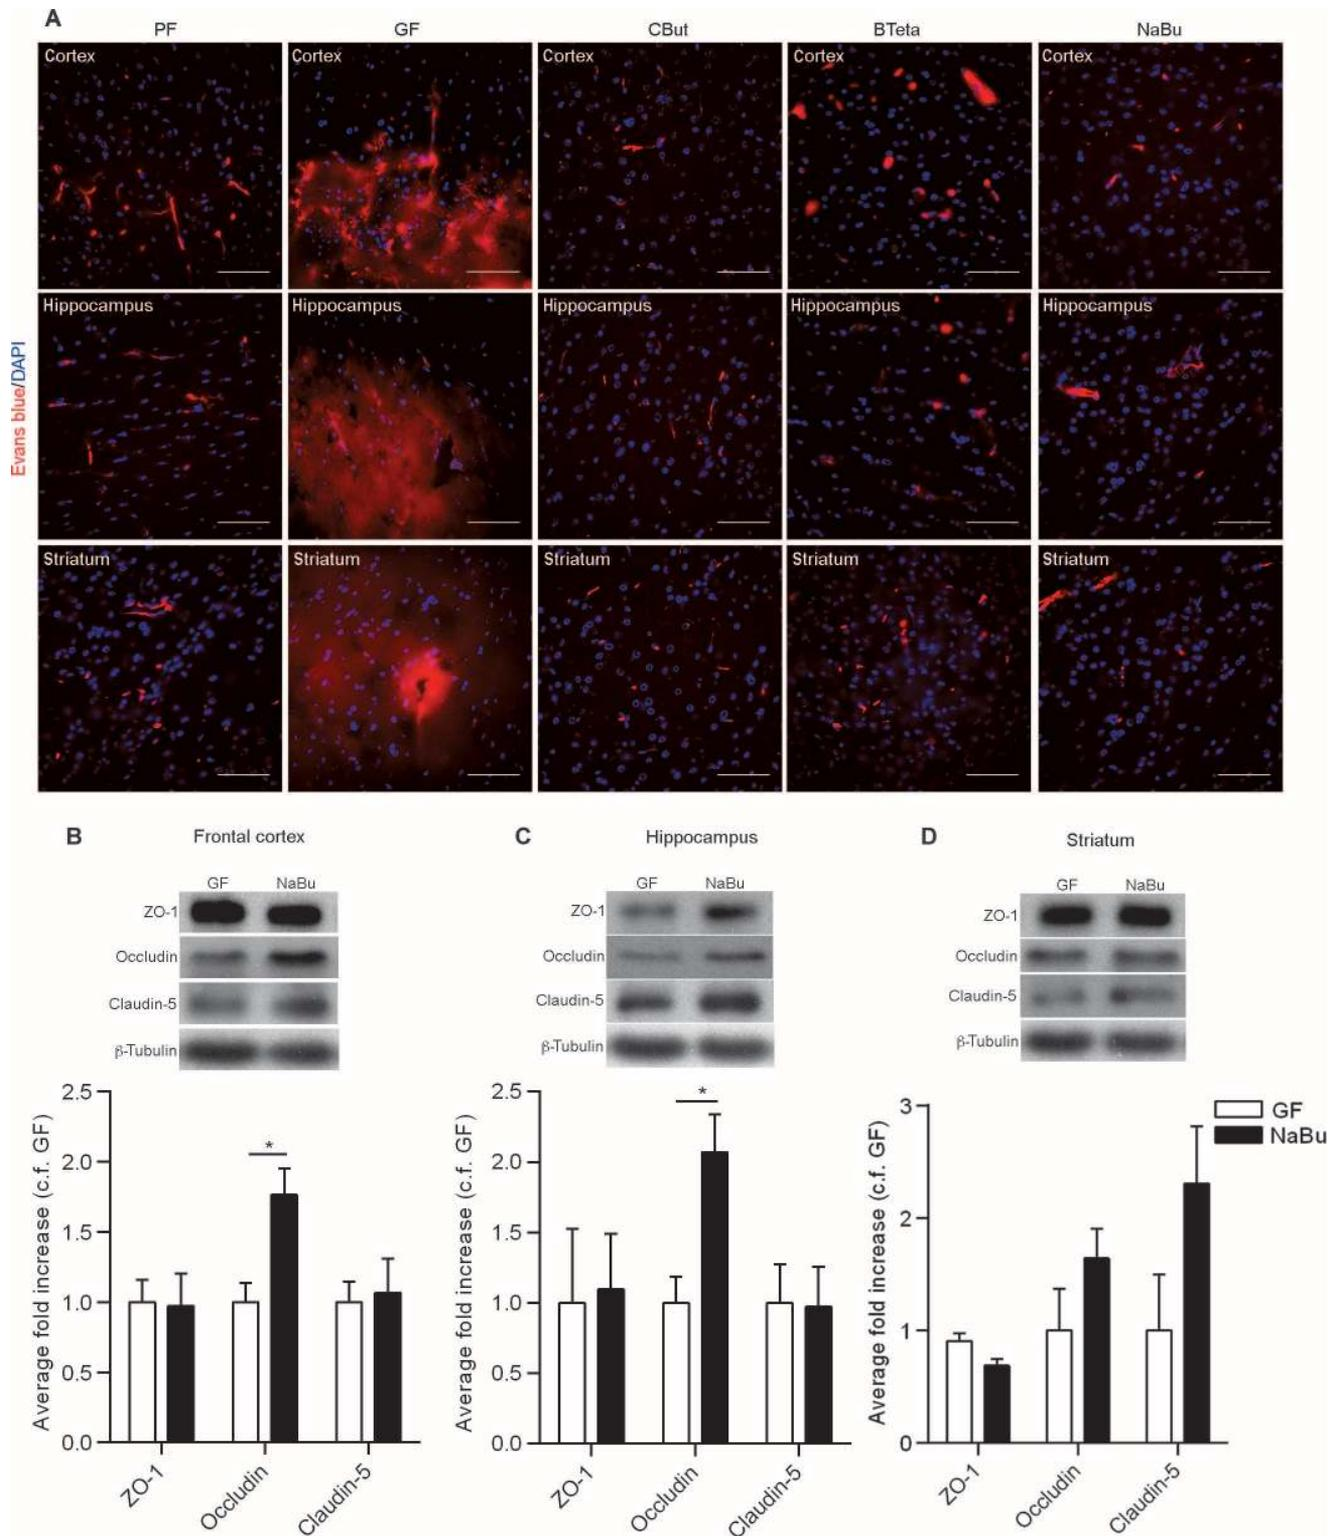 A
PF GF CBut BTeta NaBu
Cortex Cortex Cortex Cortex Cortex
Hippocampus Hippocampus Hippocampus Hippocampus Hippocampus
Evans blue/DAPI
Striatum Striatum Striatum Striatum Striatum
B Frontal cortex
GF NaBu
ZO-1
Occludin
Claudin-5
β-Tubulin
Average fold increase (c.f. GF)
2.5
2.0
1.5
1.0
0.5
0.0
*
ZO-1
Occludin
Claudin-5
C Hippocampus
GF NaBu
ZO-1
Occludin
Claudin-5
β-Tubulin
Average fold increase (c.f. GF)
2.5
2.0
1.5
1.0
0.5
0.0
*
ZO-1
Occludin
Claudin-5
D Striatum
GF NaBu
ZO-1
Occludin
Claudin-5
β-Tubulin
Average fold increase (c.f. GF)
3
2
1
0
ZO-1
Occludin
Claudin-5
GF
NaBu